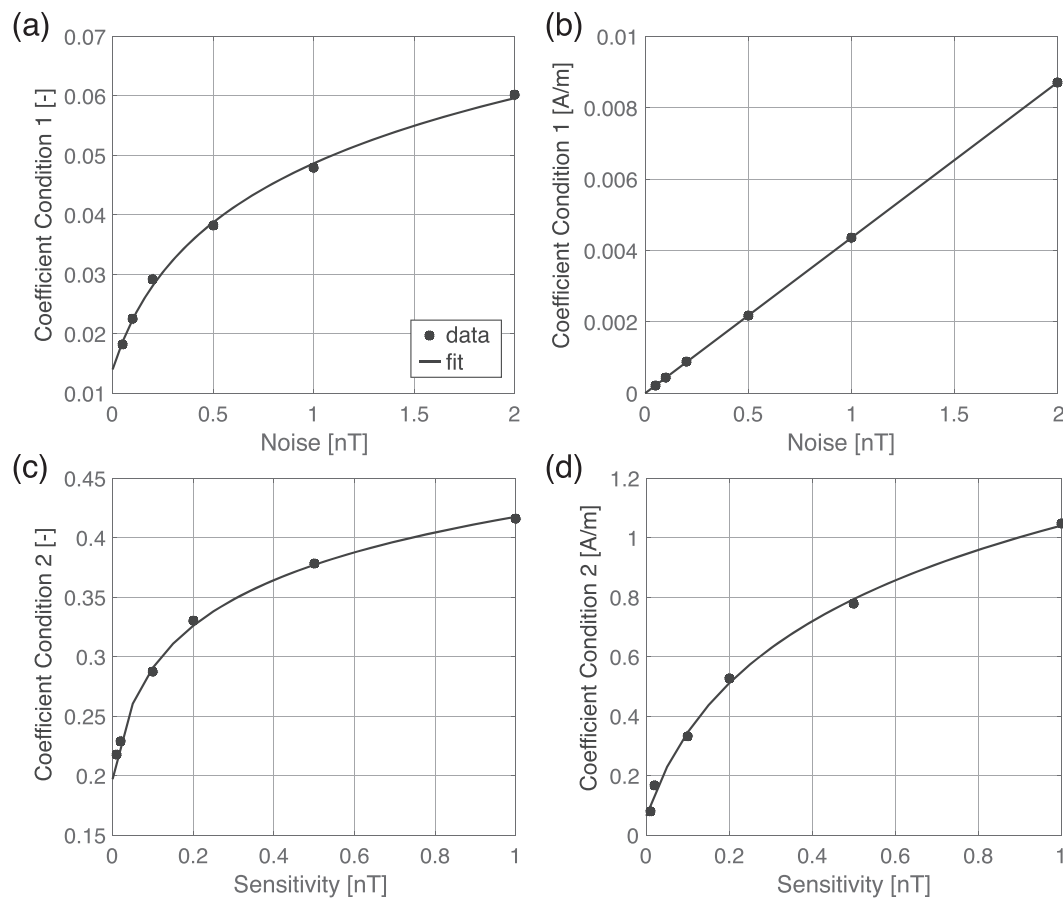 (a)
Coefficient Condition 1 [-]
0.07
0.06
0.05
0.04
0.03
0.02
0.01
0 0.5 1 1.5 2
Noise [nT]
data
fit
(b)
Coefficient Condition 1 [A/m]
0.01
0.008
0.006
0.004
0.002
0
0 0.5 1 1.5 2
Noise [nT]
(c)
Coefficient Condition 2 [-]
0.45
0.4
0.35
0.3
0.25
0.2
0.15
0 0.2 0.4 0.6 0.8 1
Sensitivity [nT]
(d)
Coefficient Condition 2 [A/m]
1.2
1
0.8
0.6
0.4
0.2
0
0 0.2 0.4 0.6 0.8 1
Sensitivity [nT]